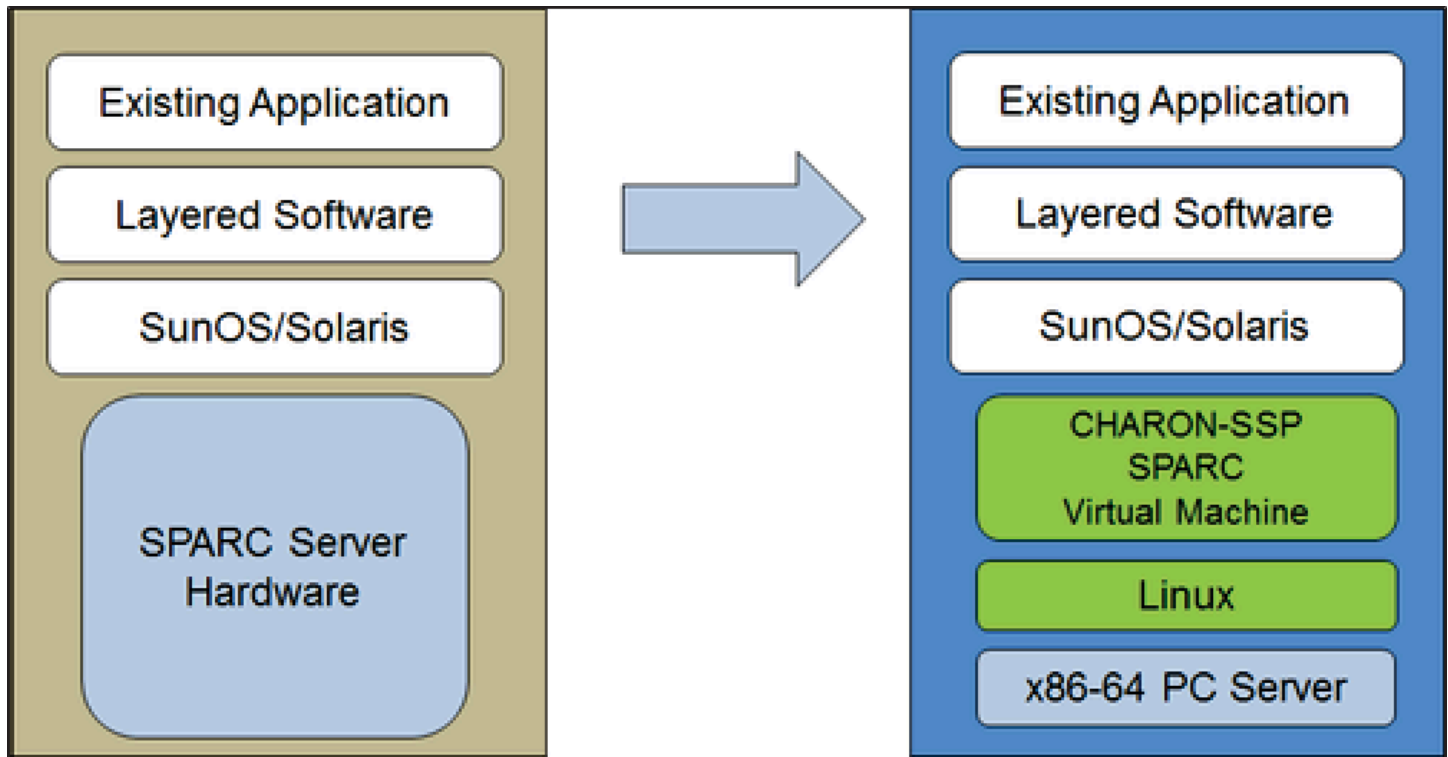 Existing Application
Layered Software
SunOS/Solaris
SPARC Server
Hardware
Existing Application
Layered Software
SunOS/Solaris
CHARON-SSP
SPARC
Virtual Machine
Linux
x86-64 PC Server